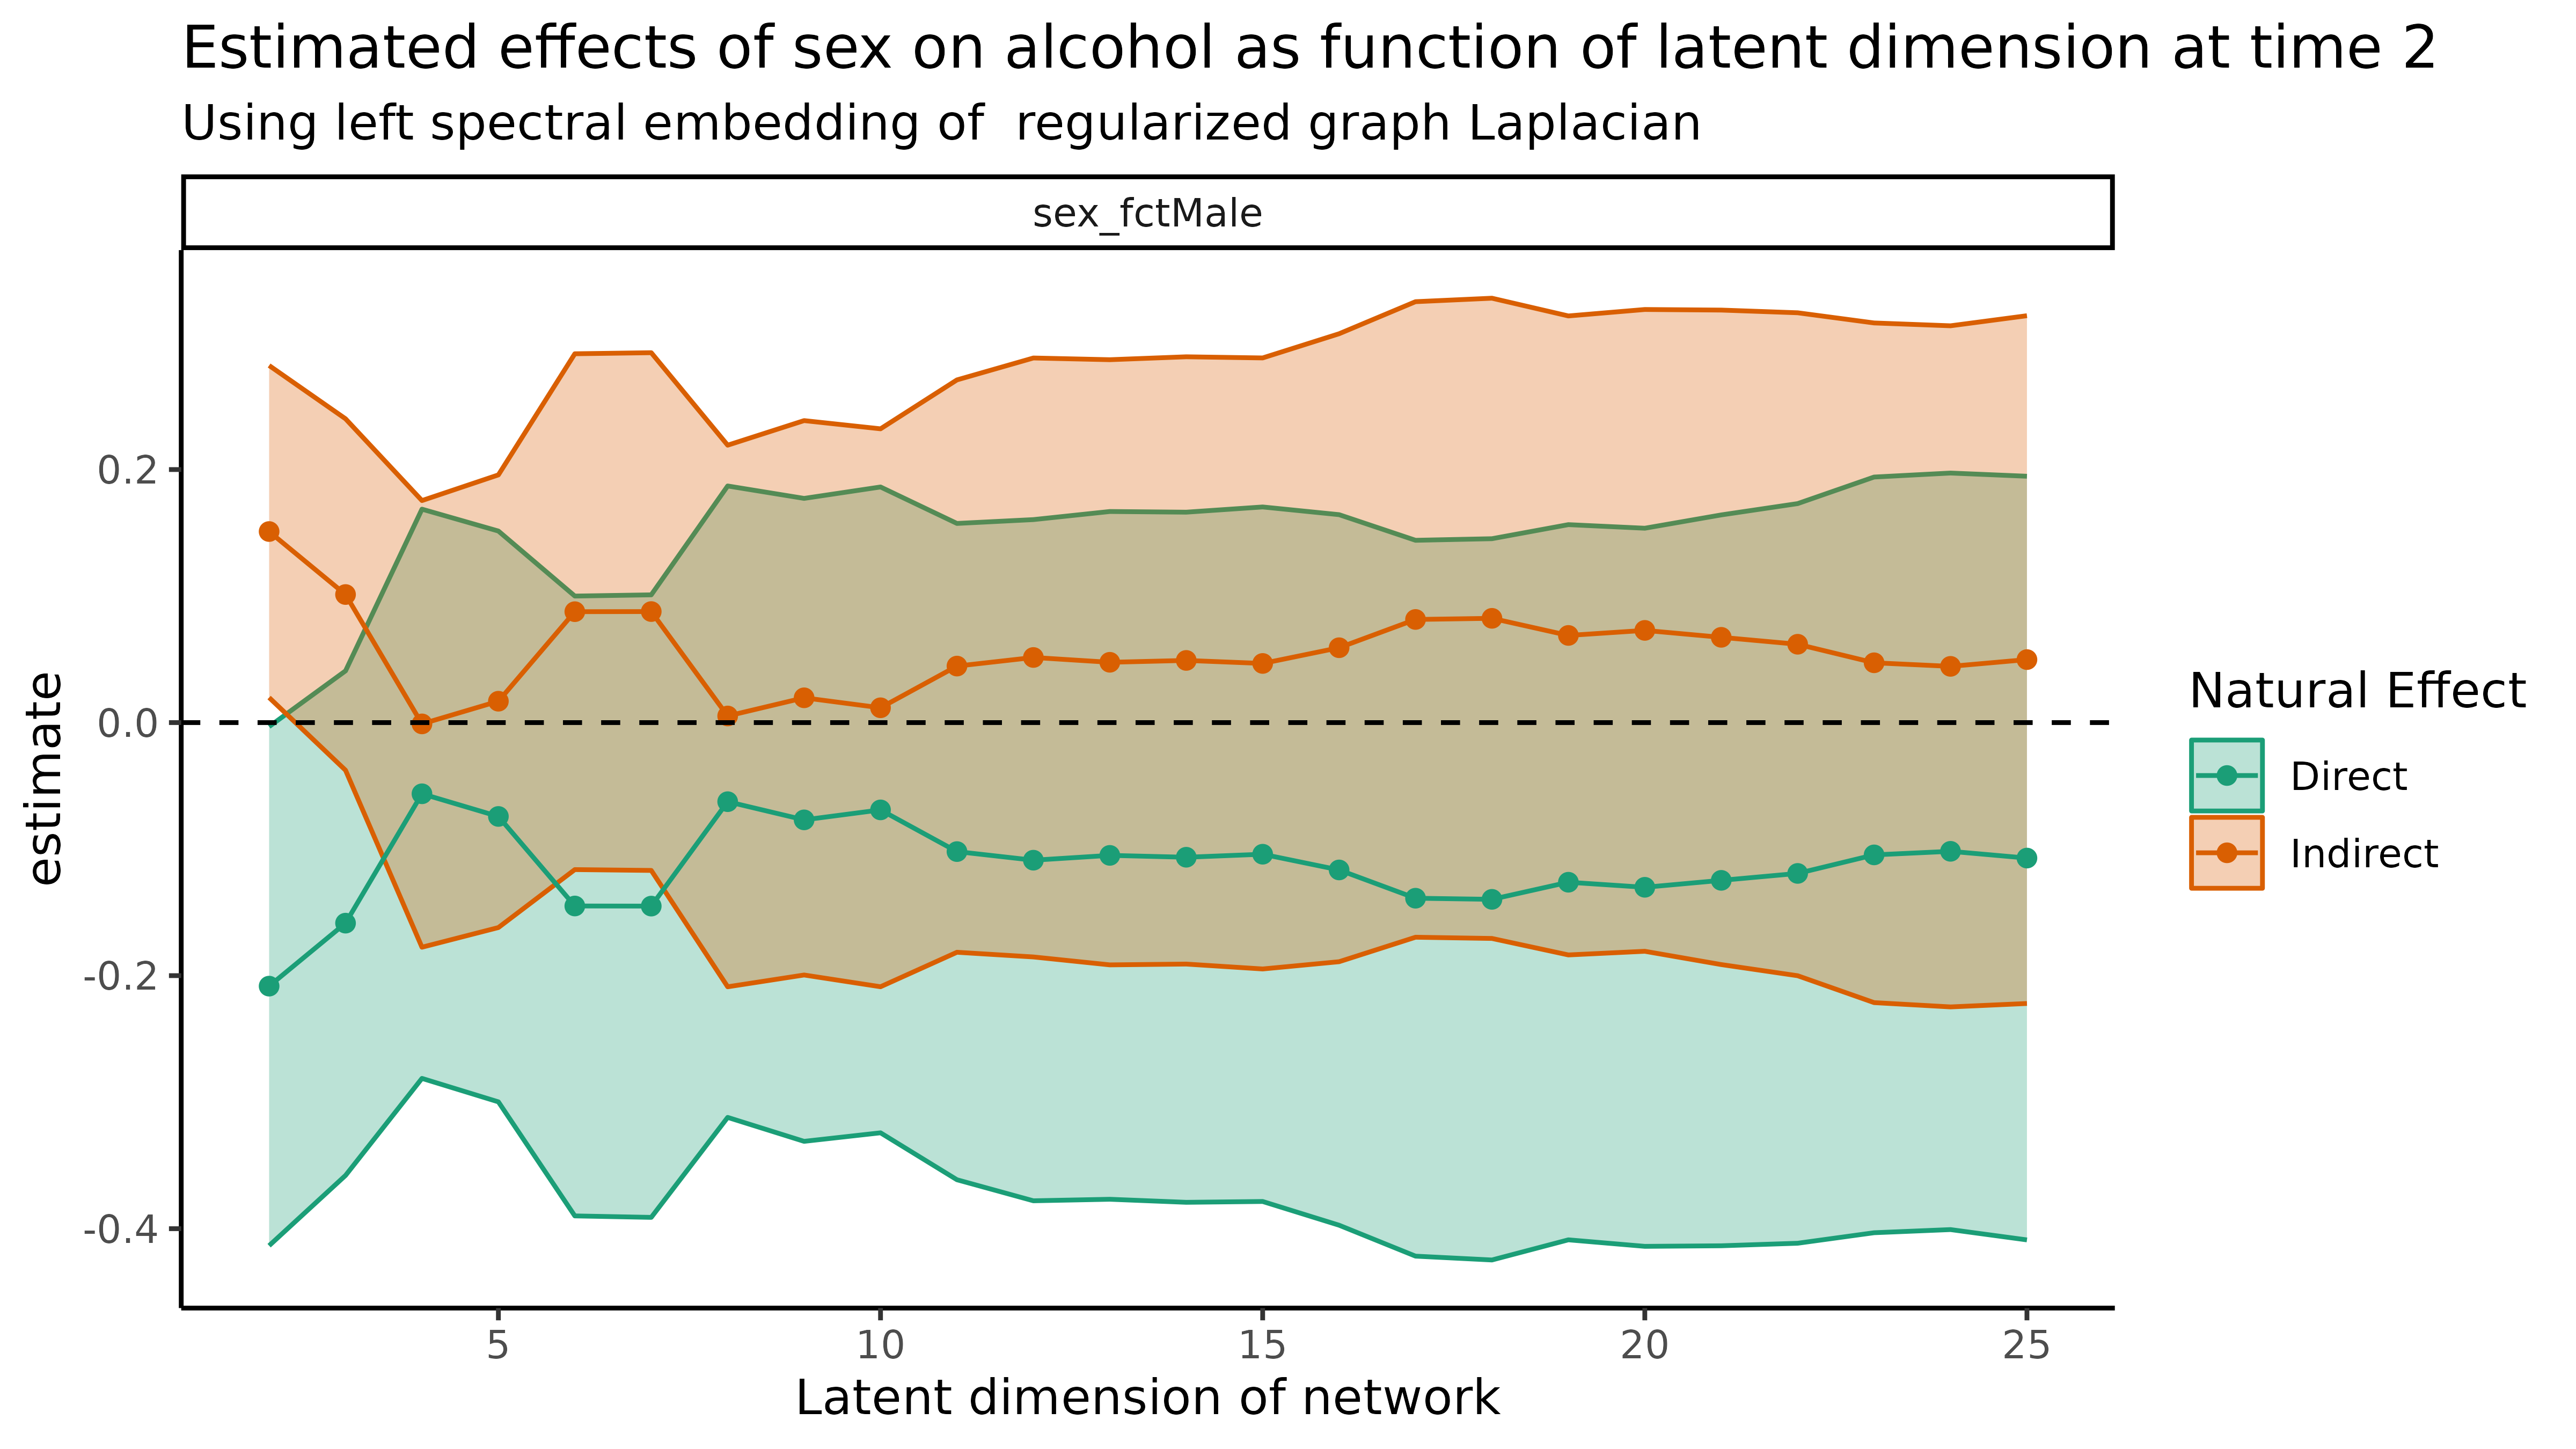 Estimated effects of sex on alcohol as function of latent dimension at time 2
Using left spectral embedding of  regularized graph Laplacian
sex_fctMale
estimate
0.2
0.0
-0.2
-0.4
5
10
15
20
25
Latent dimension of network
Natural Effect
Direct
Indirect